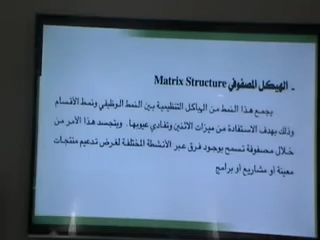 - الهيكل المصفوفي Matrix Structure
يجمع هذا النمط من الهياكل التنظيمية بين النمط الوظيفي ونمط الأقسام
وذلك بهدف الاستفادة من ميزات الاثنين وتفادي عيوبها. ويتجسد هذا الأمر من
خلال مصفوفة تسمح بوجود فرق عبر الأنشطة المختلفة لغرض تدعيم منتجات
معينة أو مشاريع أو برامج